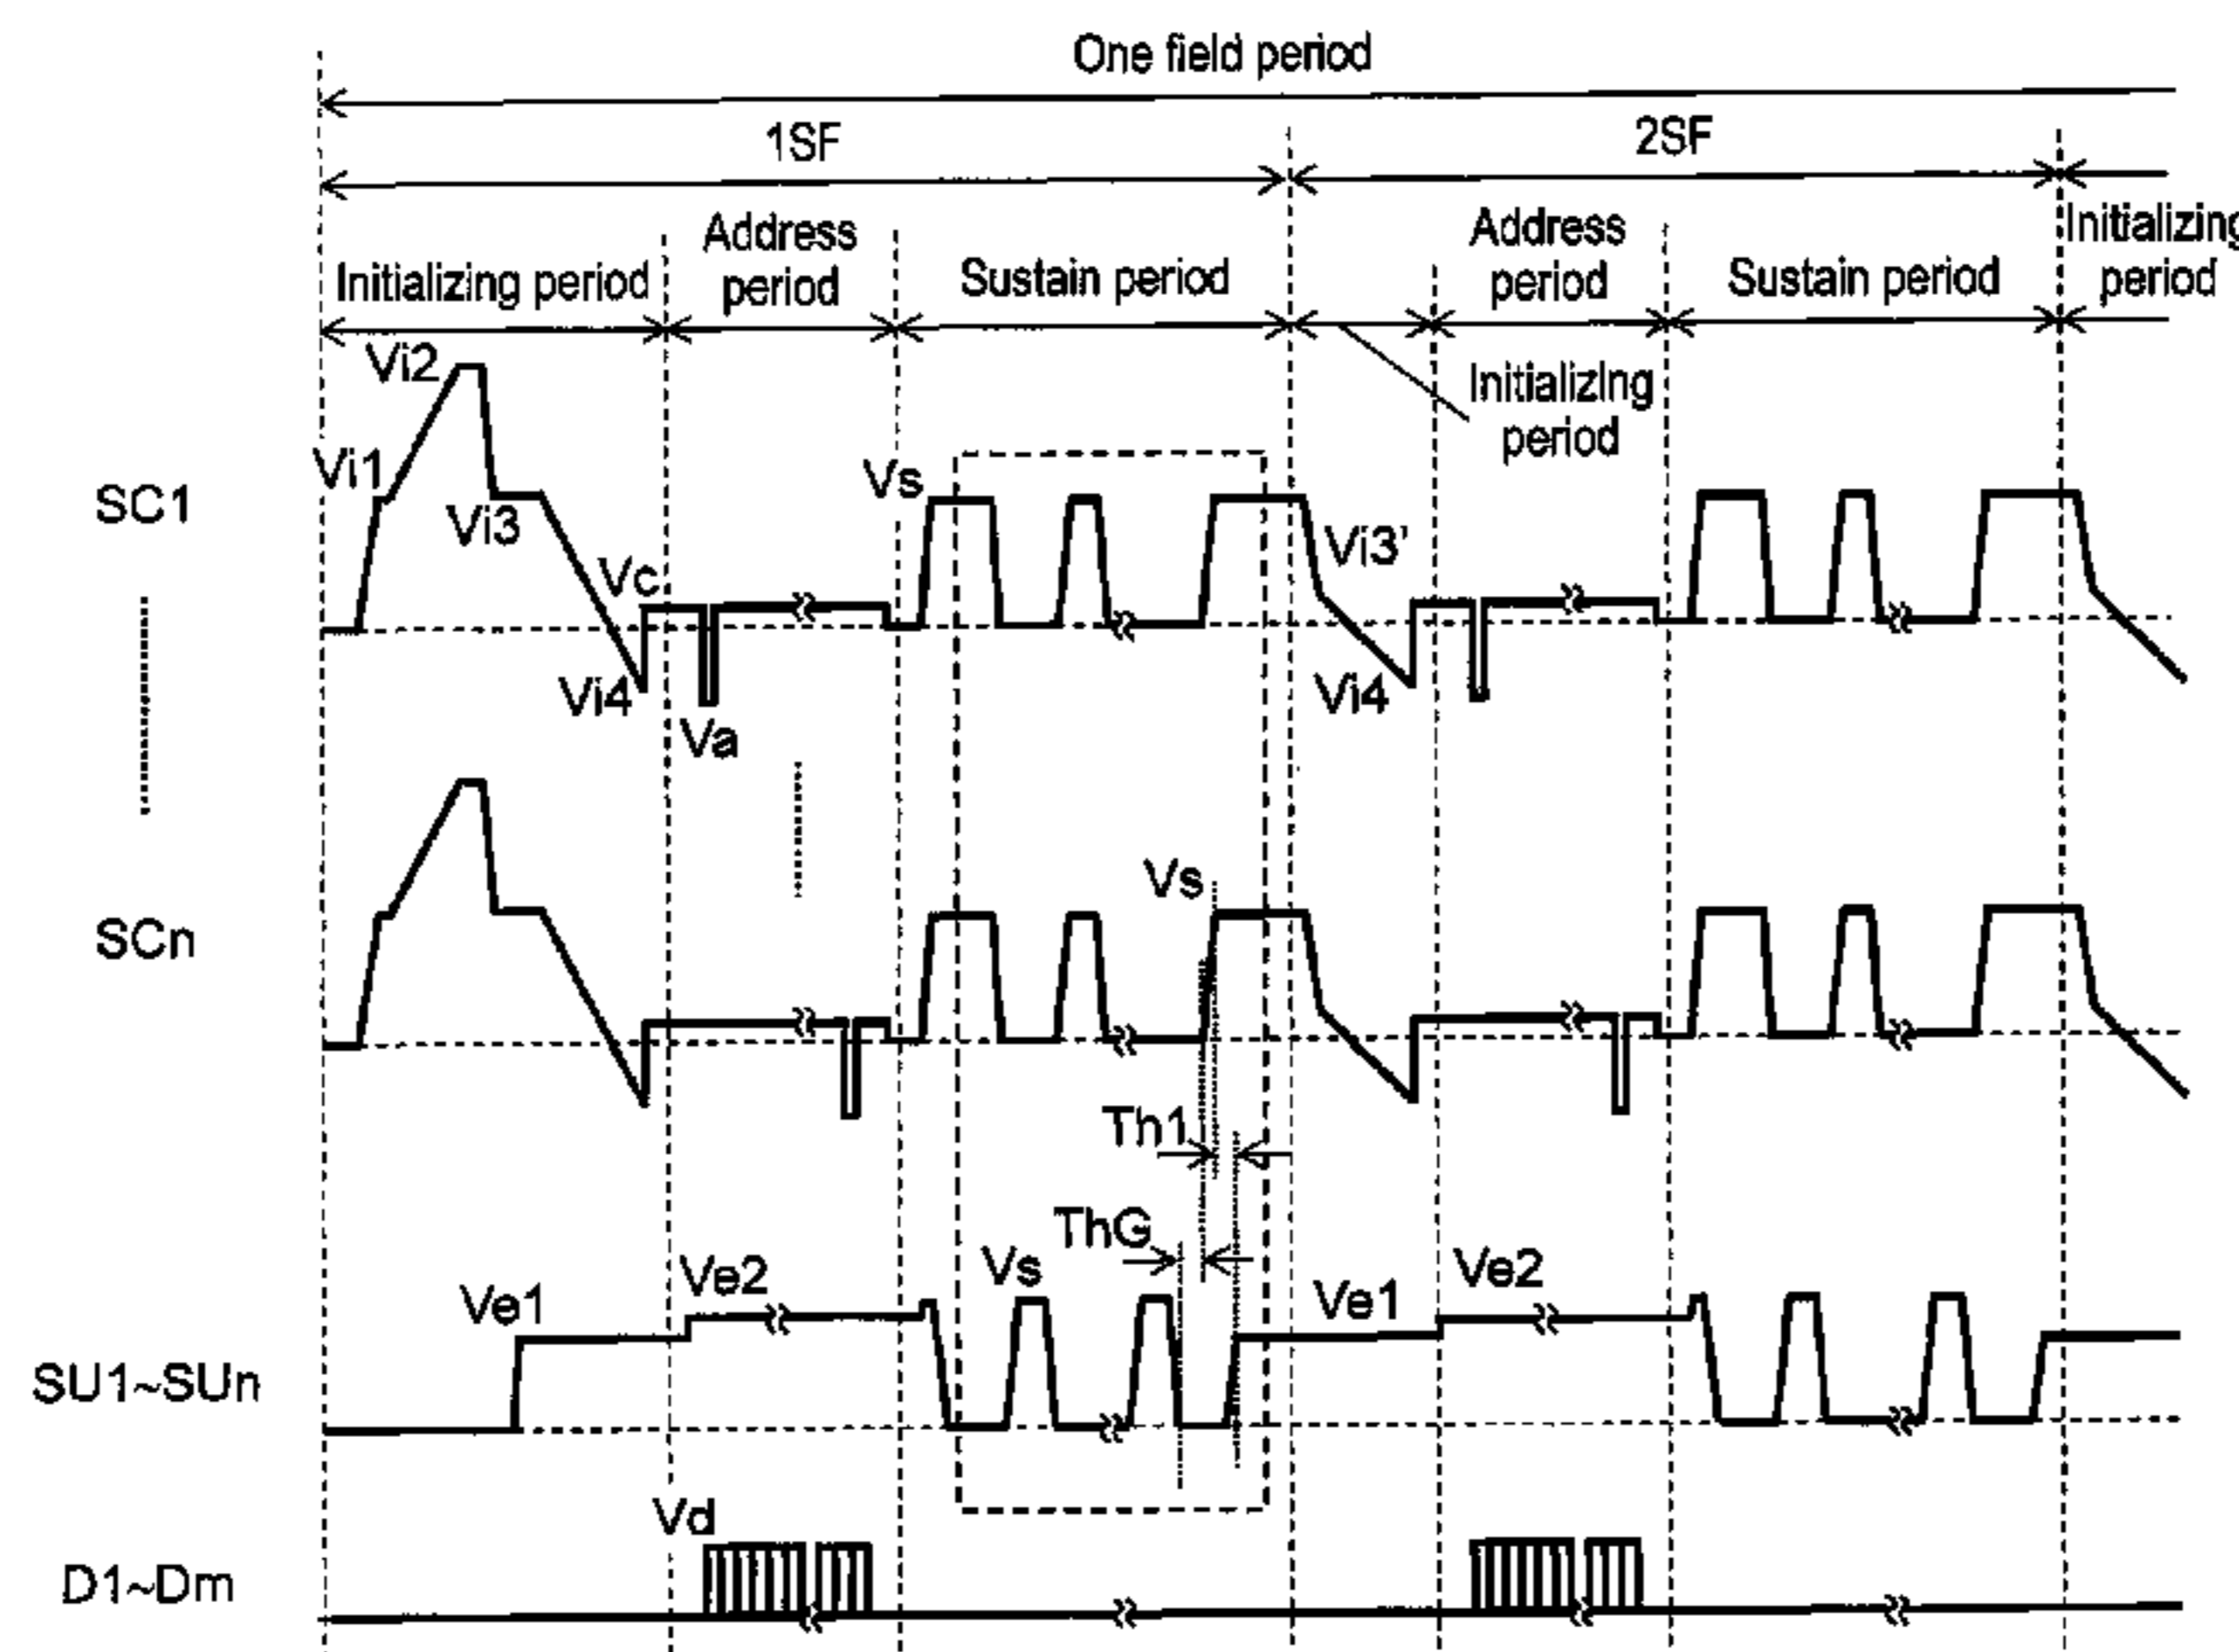 One field period
1SF
2SF
Initializing period
Address
period
Sustain period
Address
period
Sustain period
Initializing
period
Initializing
period
SC1
Vi1
Vi2
Vi3
Vc
Vi4
Va
Vs
Vi3'
Vi4
SCn
Vs
Th1
ThG
SU1~SUn
Ve1
Ve2
Vs
Ve1
Ve2
D1~Dm
Vd